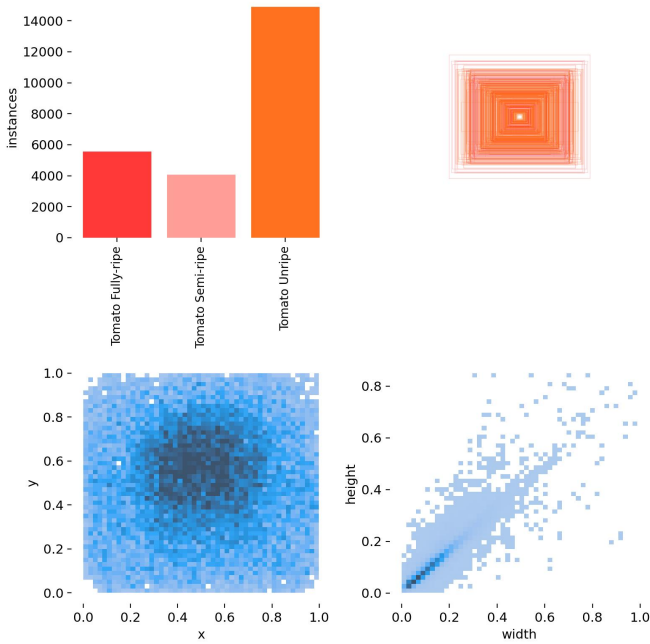 14000
12000
10000
8000
6000
4000
2000
0
instances
Tomato Fully-ripe
Tomato Semi-ripe
Tomato Unripe
1.0
0.8
0.6
0.4
0.2
0.0
y
0.0 0.2 0.4 0.6 0.8 1.0
x
0.8
0.6
0.4
0.2
0.0
height
0.0 0.2 0.4 0.6 0.8 1.0
width